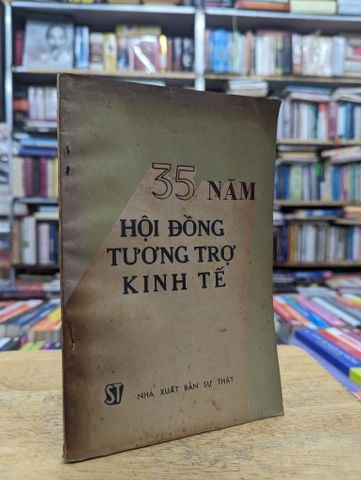 35 NĂM
HỘI ĐỒNG
TƯƠNG TRỢ
KINH TẾ
ST NHÀ XUẤT BẢN SỰ THẬT